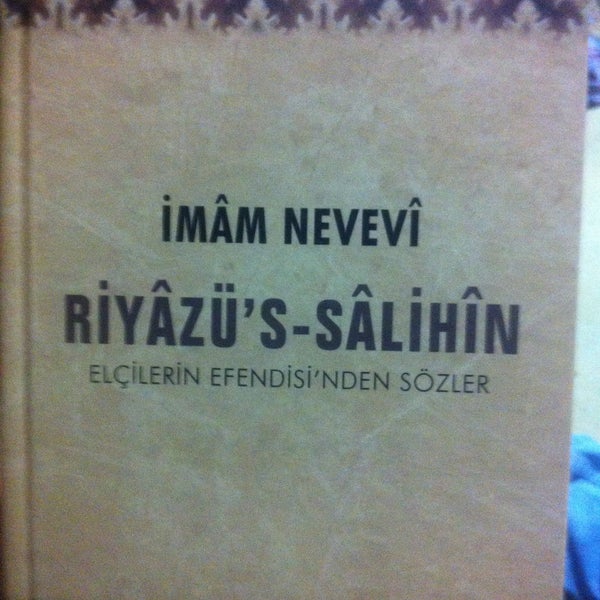 İMÂM NEVEVÎ
RİYÂZÜ'S-SÂLİHÎN
ELÇİLERİN EFENDİSİ'NDEN SÖZLER